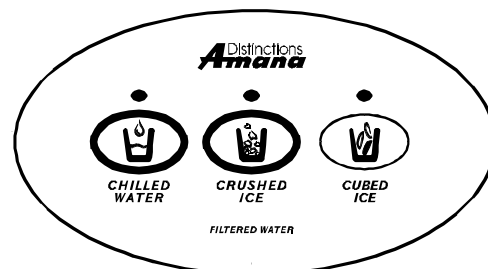 Distinctions
Amana
CHILLED WATER
CRUSHED ICE
CUBED ICE
FILTERED WATER